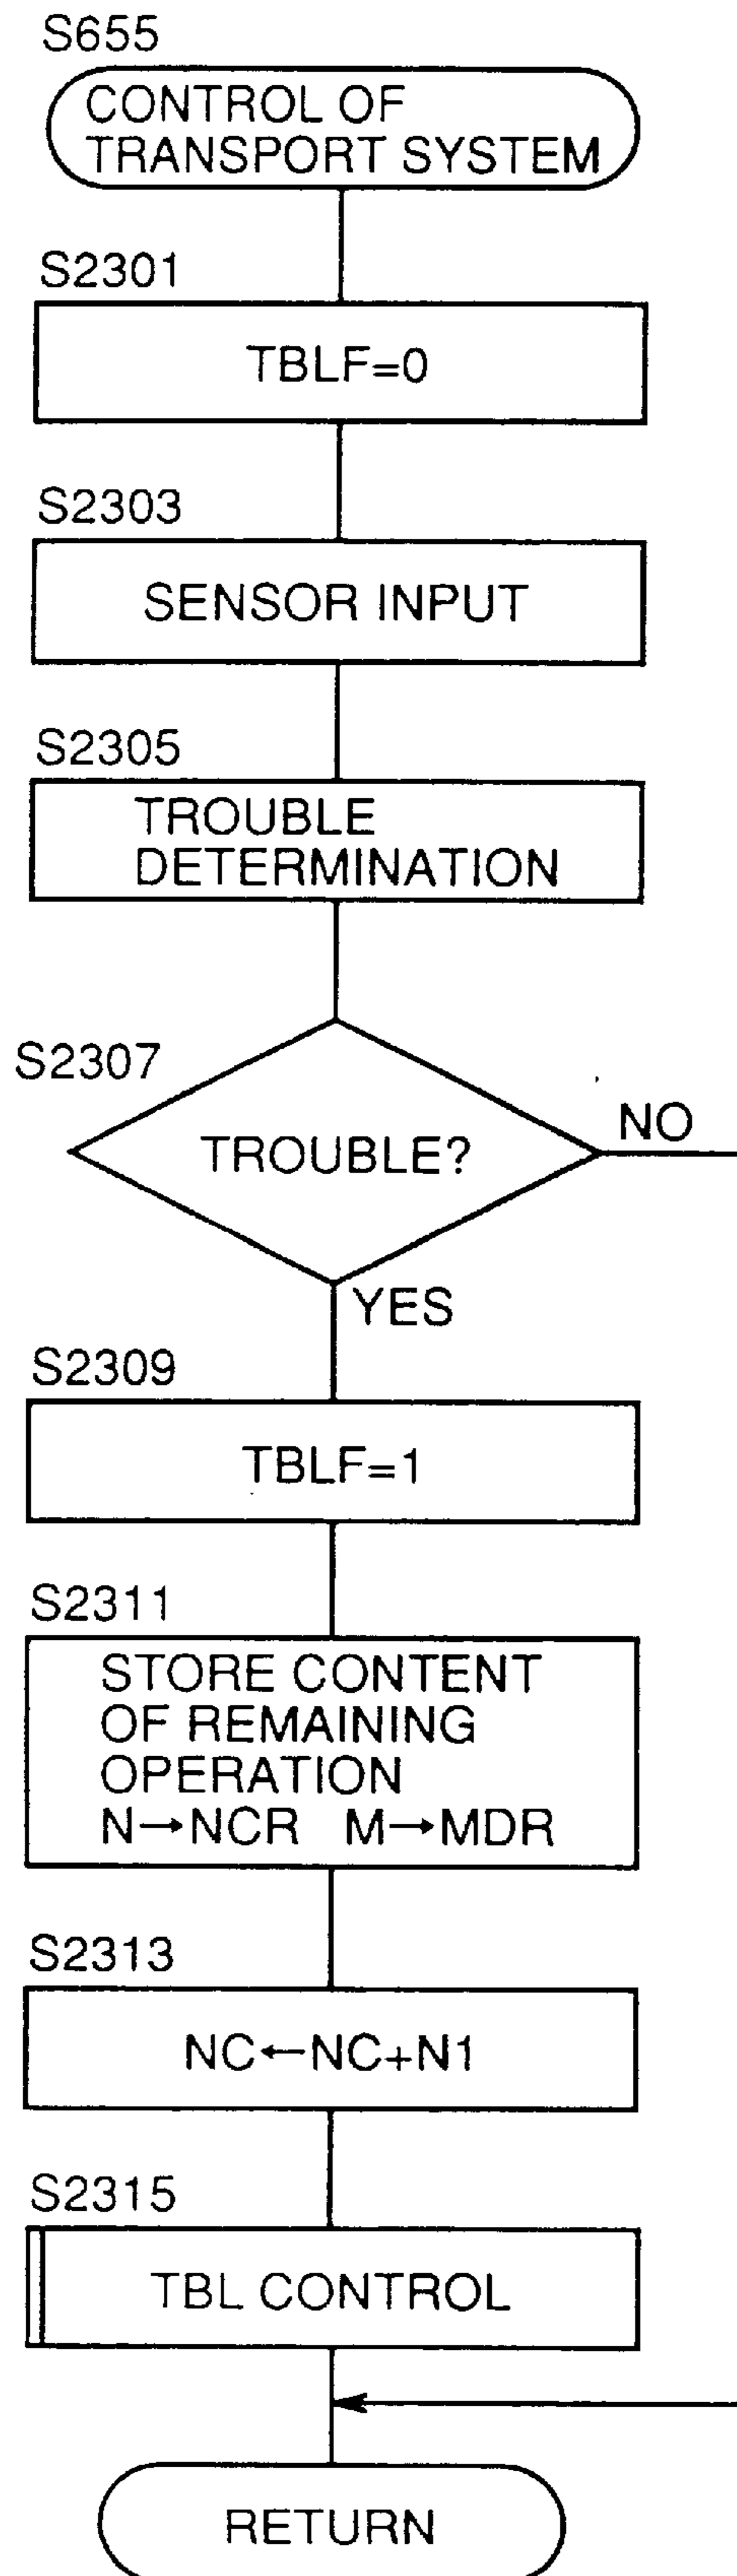 S655
CONTROL OF
TRANSPORT SYSTEM
S2301
TBLF=0
S2303
SENSOR INPUT
S2305
TROUBLE
DETERMINATION
S2307
TROUBLE?
NO
YES
S2309
TBLF=1
S2311
STORE CONTENT
OF REMAINING
OPERATION
N→NCR M→MDR
S2313
NC←NC+N1
S2315
TBL CONTROL
RETURN